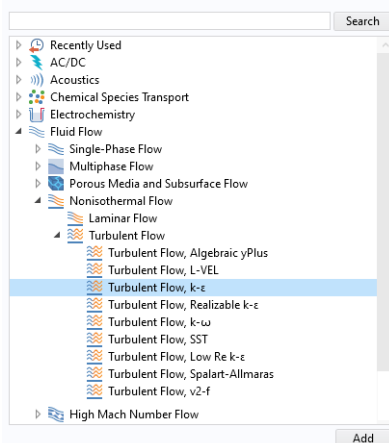 Search
Recently Used
AC/DC
Acoustics
Chemical Species Transport
Electrochemistry
Fluid Flow
Single-Phase Flow
Multiphase Flow
Porous Media and Subsurface Flow
Nonisothermal Flow
Laminar Flow
Turbulent Flow
Turbulent Flow, Algebraic yPlus
Turbulent Flow, L-VEL
Turbulent Flow, k-ε
Turbulent Flow, Realizable k-ε
Turbulent Flow, k-ω
Turbulent Flow, SST
Turbulent Flow, Low Re k-ε
Turbulent Flow, Spalart-Allmaras
Turbulent Flow, v2-f
High Mach Number Flow
Add